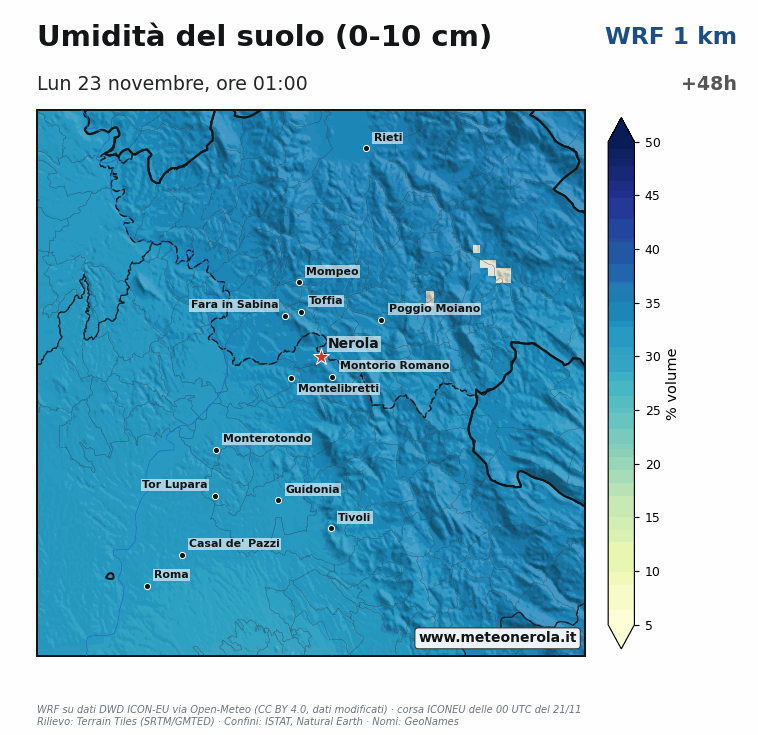 Umidità del suolo (0-10 cm)
WRF 1 km
Lun 23 novembre, ore 01:00
+48h
Rieti
Mompeo
Toffia
Fara in Sabina
Poggio Moiano
Nerola
Montorio Romano
Montelibretti
Monterotondo
Tor Lupara
Guidonia
Tivoli
Casal de' Pazzi
Roma
www.meteonerola.it
50
45
40
35
30
25
20
15
10
5
% volume
WRF su dati DWD ICON-EU via Open-Meteo (CC BY 4.0, dati modificati) · corsa ICONEU delle 00 UTC del 21/11
Rilievo: Terrain Tiles (SRTM/GMTED) · Confini: ISTAT, Natural Earth · Nomi: GeoNames